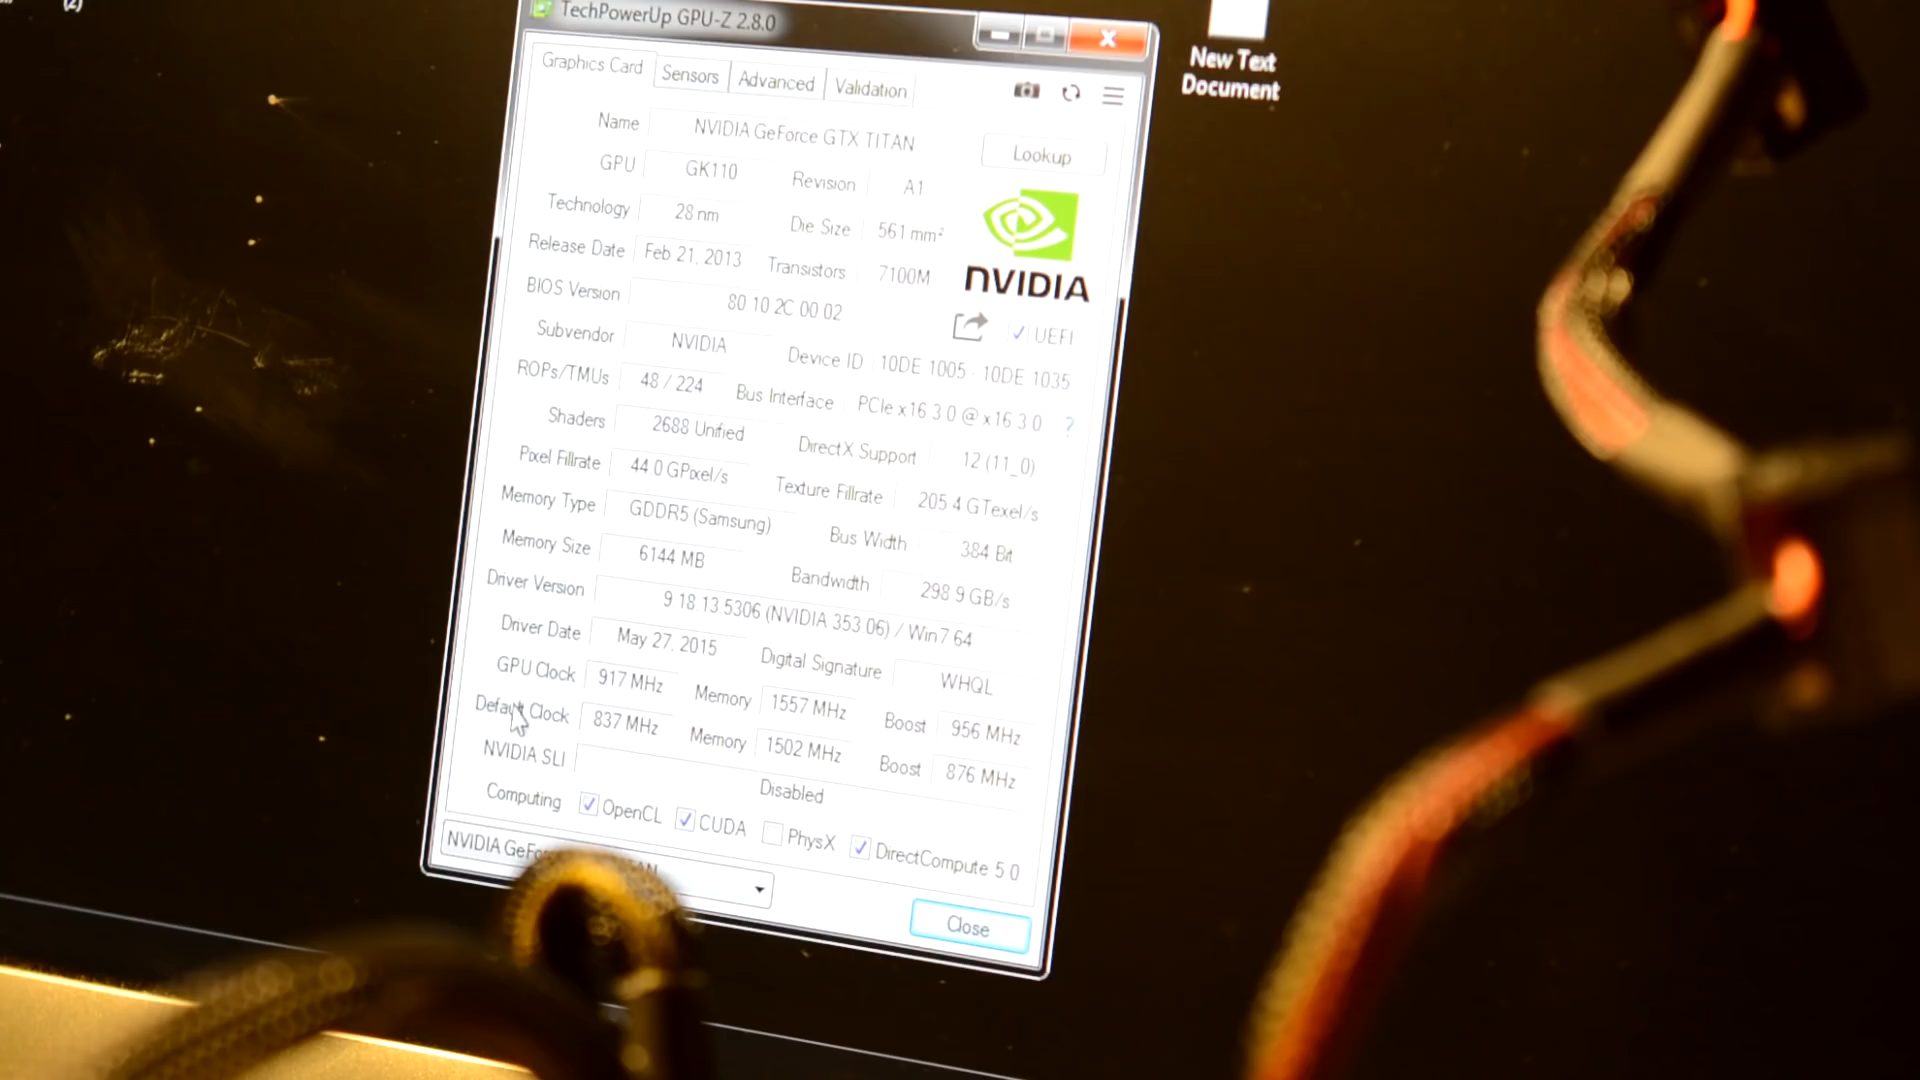 (2)
TechPowerUp GPU-Z 2.8.0
New Text
Document
Graphics Card Sensors Advanced Validation
Name NVIDIA GeForce GTX TITAN Lookup
GPU GK110 Revision A1
Technology 28 nm Die Size 561 mm²
Release Date Feb 21, 2013 Transistors 7100M
NVIDIA
BIOS Version 80 10 2C 00 02 UEFI
Subvendor NVIDIA Device ID 10DE 1005 - 10DE 1035
ROPs/TMUs 48 / 224 Bus Interface PCIe x16 3 0 @ x16 3 0 ?
Shaders 2688 Unified DirectX Support 12 (11_0)
Pixel Fillrate 44 0 GPixel/s Texture Fillrate 205 4 GTexel/s
Memory Type GDDR5 (Samsung) Bus Width 384 Bit
Memory Size 6144 MB Bandwidth 298 9 GB/s
Driver Version 9 18 13 5306 (NVIDIA 353 06) / Win7 64
Driver Date May 27, 2015 Digital Signature WHQL
GPU Clock 917 MHz Memory 1557 MHz Boost 956 MHz
Default Clock 837 MHz Memory 1502 MHz Boost 876 MHz
NVIDIA SLI Disabled
Computing OpenCL CUDA PhysX DirectCompute 5 0
NVIDIA GeFo TITAN
Close